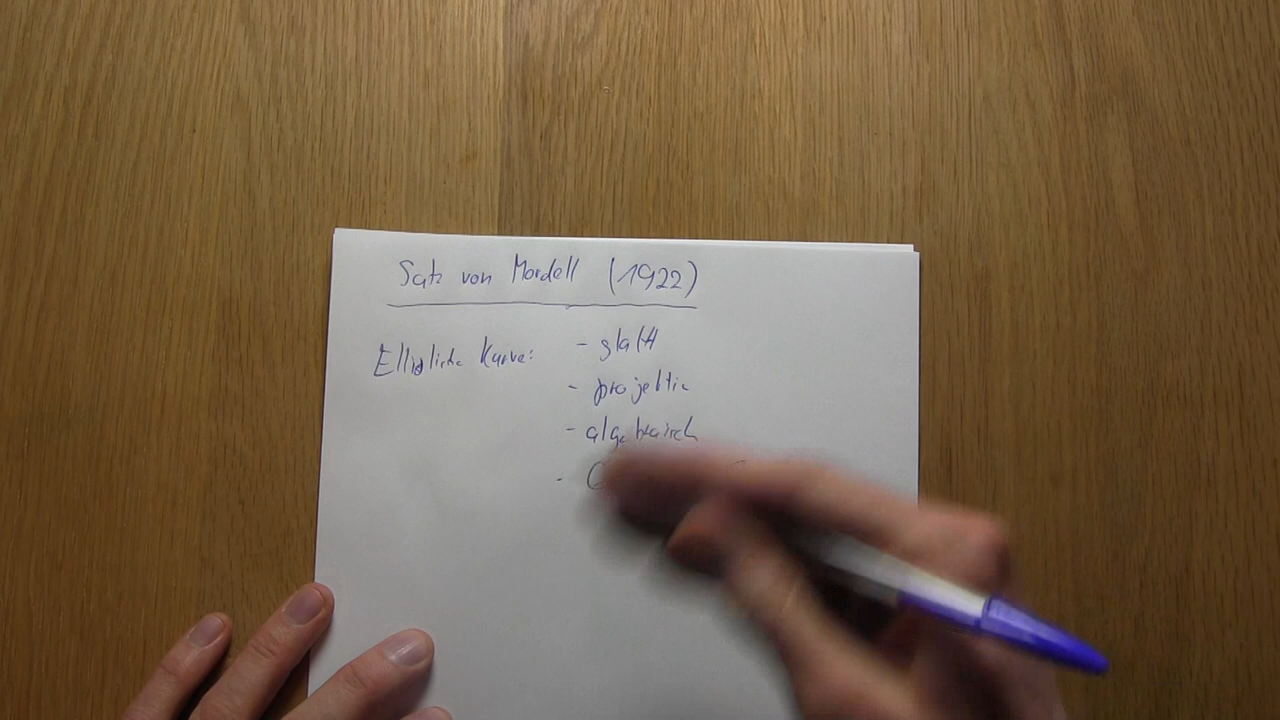 Satz von Mordell (1922)
Elliptische Kurve: - glatt
- projektiv
- algebraisch
-